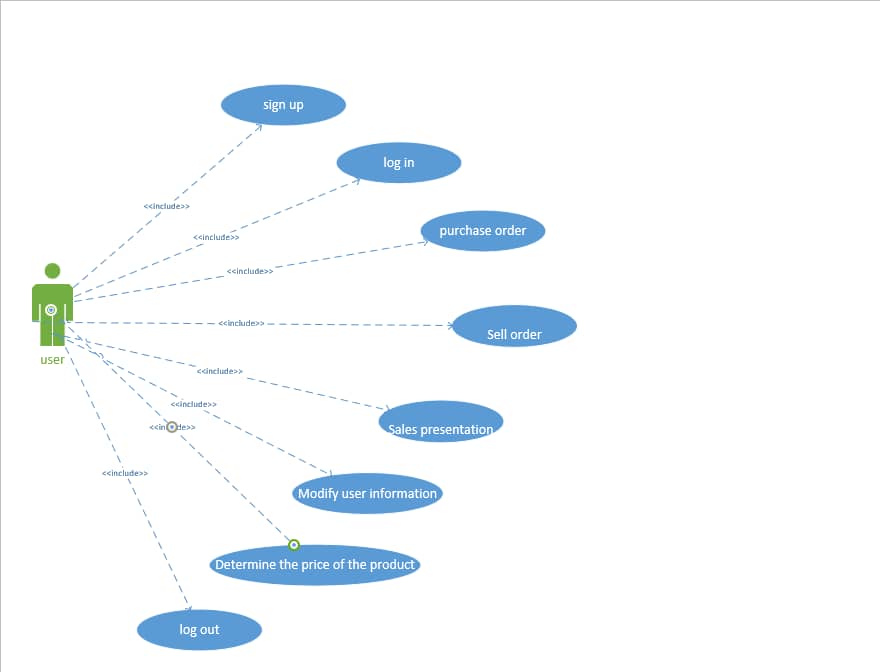 sign up
log in
<<include>>
purchase order
<<include>>
<<include>>
<<include>>
Sell order
user
<<include>>
<<include>>
Sales presentation
<<include>>
<<include>>
Modify user information
Determine the price of the product
log out